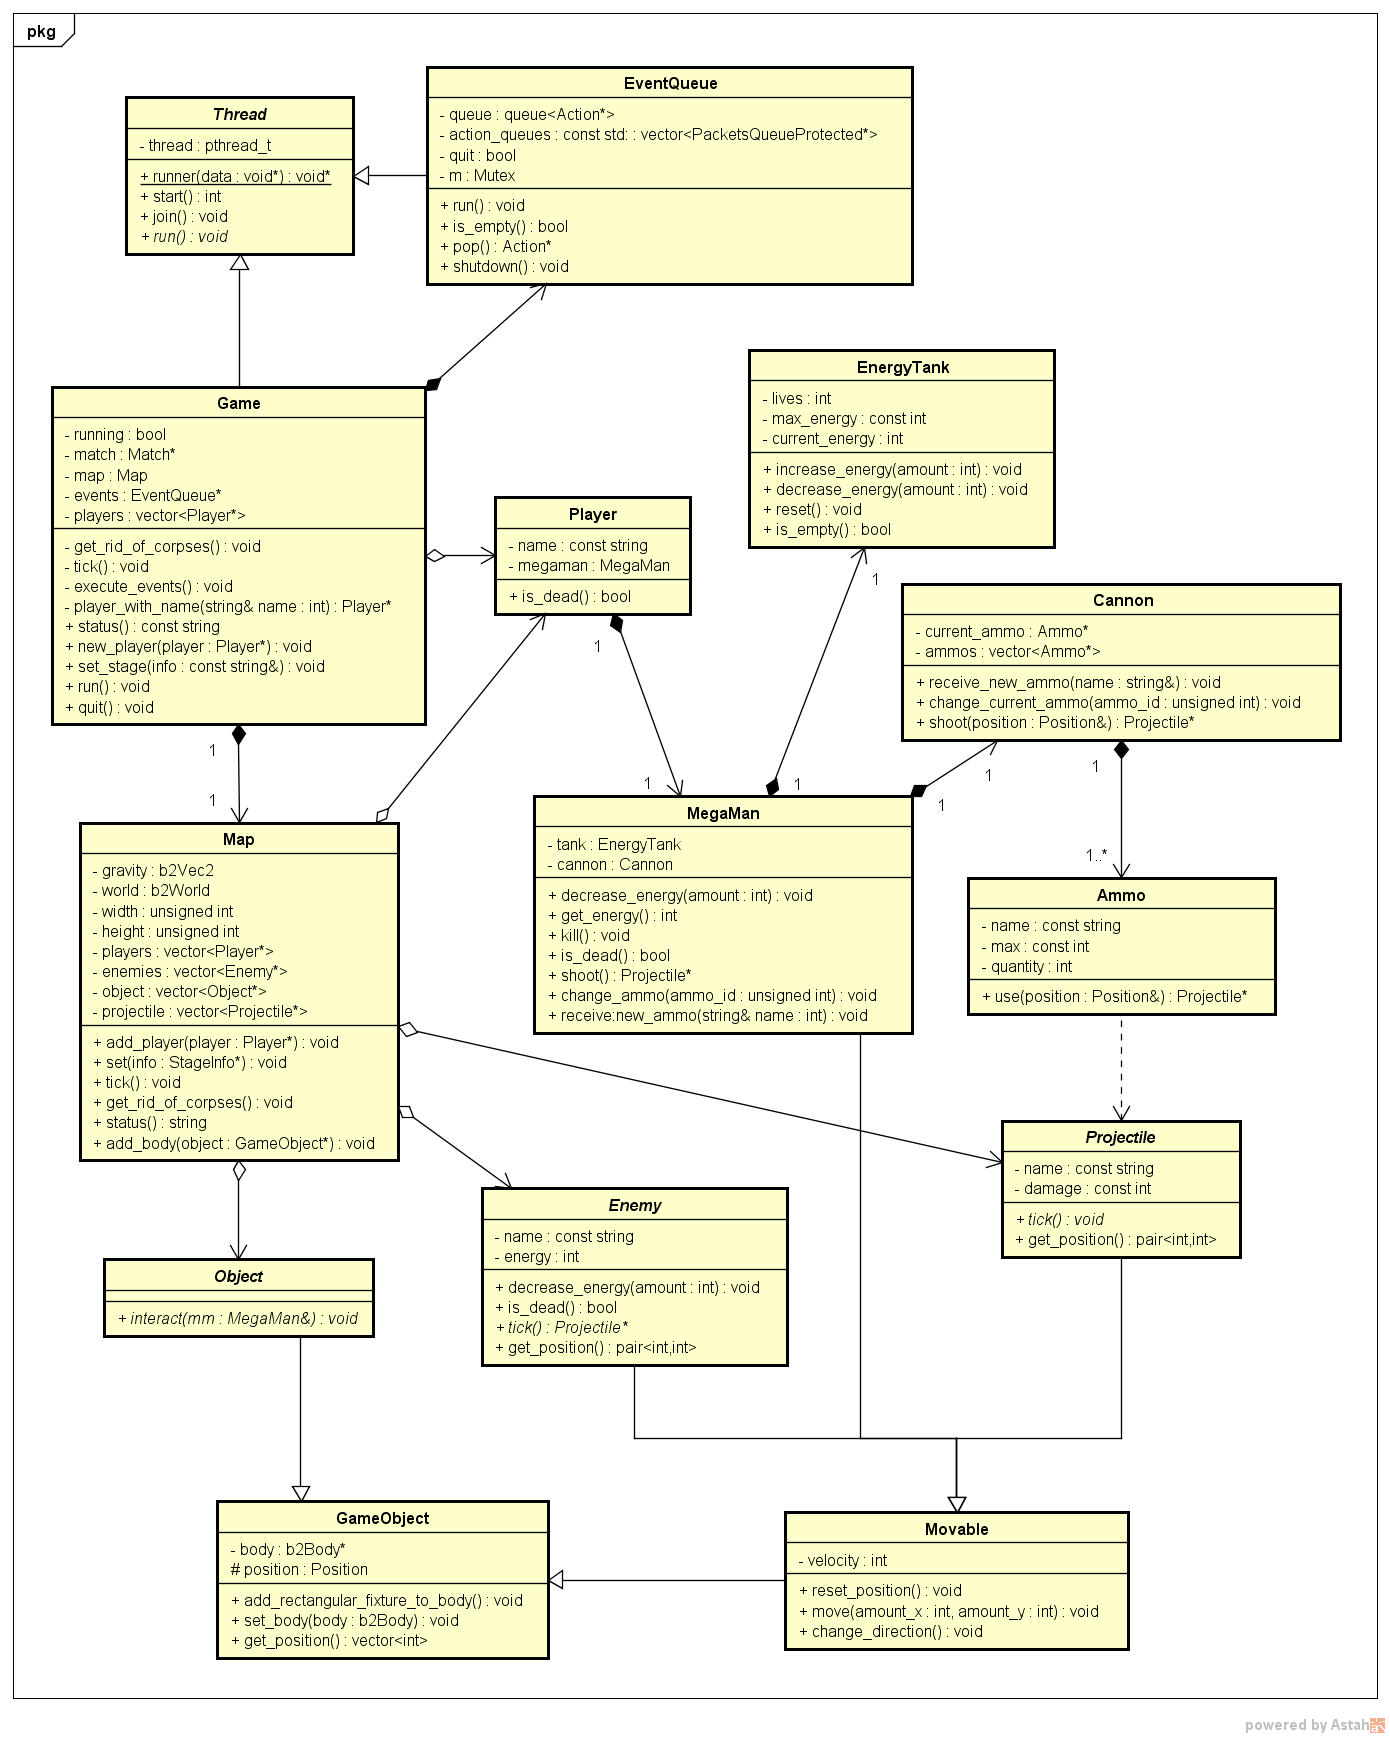 pkg
Thread
- thread : pthread_t
+ runner(data : void*) : void*
+ start() : int
+ join() : void
+ run() : void
EventQueue
- queue : queue<Action*>
- action_queues : const std: : vector<PacketsQueueProtected*>
- quit : bool
- m : Mutex
+ run() : void
+ is_empty() : bool
+ pop() : Action*
+ shutdown() : void
Game
- running : bool
- match : Match*
- map : Map
- events : EventQueue*
- players : vector<Player*>
- get_rid_of_corpses() : void
- tick() : void
- execute_events() : void
- player_with_name(string& name : int) : Player*
+ status() : const string
+ new_player(player : Player*) : void
+ set_stage(info : const string&) : void
+ run() : void
+ quit() : void
EnergyTank
- lives : int
- max_energy : const int
- current_energy : int
+ increase_energy(amount : int) : void
+ decrease_energy(amount : int) : void
+ reset() : void
+ is_empty() : bool
Player
- name : const string
- megaman : MegaMan
+ is_dead() : bool
Cannon
- current_ammo : Ammo*
- ammos : vector<Ammo*>
+ receive_new_ammo(name : string&) : void
+ change_current_ammo(ammo_id : unsigned int) : void
+ shoot(position : Position&) : Projectile*
1
1
1
1
1
1
1
1
1
1..*
Map
- gravity : b2Vec2
- world : b2World
- width : unsigned int
- height : unsigned int
- players : vector<Player*>
- enemies : vector<Enemy*>
- object : vector<Object*>
- projectile : vector<Projectile*>
+ add_player(player : Player*) : void
+ set(info : StageInfo*) : void
+ tick() : void
+ get_rid_of_corpses() : void
+ status() : string
+ add_body(object : GameObject*) : void
MegaMan
- tank : EnergyTank
- cannon : Cannon
+ decrease_energy(amount : int) : void
+ get_energy() : int
+ kill() : void
+ is_dead() : bool
+ shoot() : Projectile*
+ change_ammo(ammo_id : unsigned int) : void
+ receive:new_ammo(string& name : int) : void
Ammo
- name : const string
- max : const int
- quantity : int
+ use(position : Position&) : Projectile*
Projectile
- name : const string
- damage : const int
+ tick() : void
+ get_position() : pair<int,int>
Enemy
- name : const string
- energy : int
+ decrease_energy(amount : int) : void
+ is_dead() : bool
+ tick() : Projectile*
+ get_position() : pair<int,int>
Object
+ interact(mm : MegaMan&) : void
GameObject
- body : b2Body*
# position : Position
+ add_rectangular_fixture_to_body() : void
+ set_body(body : b2Body) : void
+ get_position() : vector<int>
Movable
- velocity : int
+ reset_position() : void
+ move(amount_x : int, amount_y : int) : void
+ change_direction() : void
powered by Astah